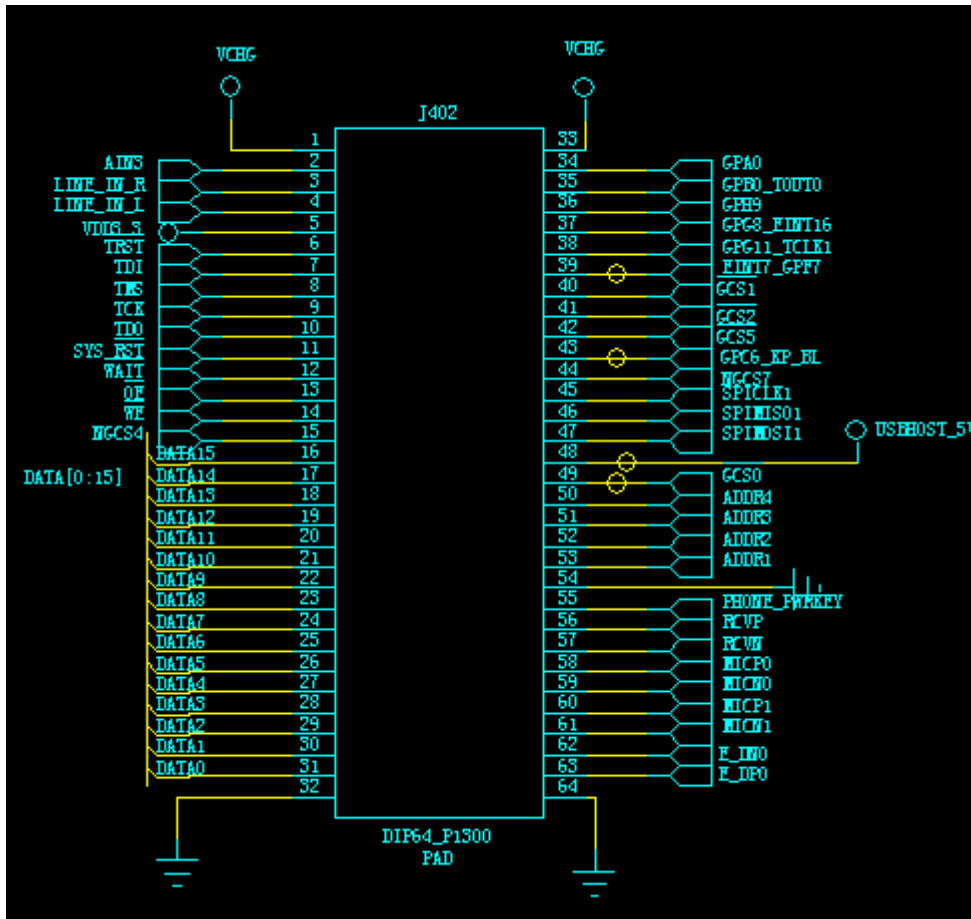 VCHG
VCHG
J402
1
33
AIN3
2
34
GPA0
LINE_IN_R
3
35
GPB0_TOUT0
LINE_IN_L
4
36
GPH9
VDD3_3
5
37
GPG8_EINT16
TRST
6
38
GPG11_TCLK1
TDI
7
39
EINT7_GPF7
TMS
8
40
GCS1
TCK
9
41
GCS2
TDO
10
42
GCS5
SYS_RST
11
43
GPC6_KP_BL
WAIT
12
44
NGCS7
OE
13
45
SPICLK1
WE
14
46
SPIMISO1
NGCS4
15
47
SPIMOSI1
USBHOST_5V
DATA15
16
48
DATA[0:15]
DATA14
17
49
GCS0
DATA13
18
50
ADDR4
DATA12
19
51
ADDR3
DATA11
20
52
ADDR2
DATA10
21
53
ADDR1
DATA9
22
54
DATA8
23
55
PHONE_PWRKEY
DATA7
24
56
RCVP
DATA6
25
57
RCVN
DATA5
26
58
MICP0
DATA4
27
59
MICN0
DATA3
28
60
MICP1
DATA2
29
61
MICN1
DATA1
30
62
E_DN0
DATA0
31
63
E_DP0
32
64
DIP64_P1300
PAD